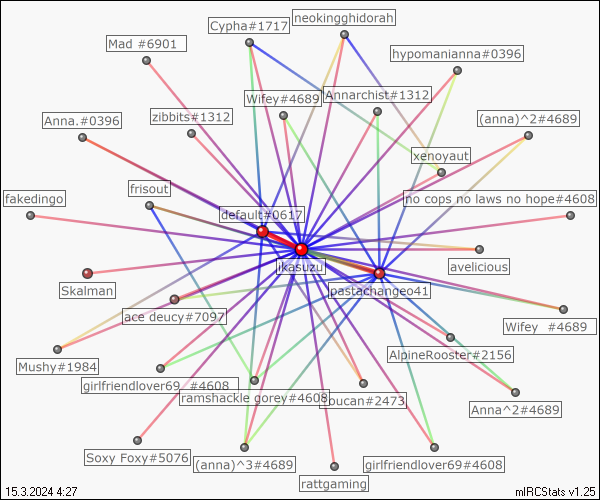 neokingghidorah
Cypha#1717
Mad #6901
hypomanianna#0396
Wifey#4689
Annarchist#1312
Anna.#0396
zibbits#1312
(anna)^2#4689
xenoyaut
frisout
fakedingo
no cops no laws no hope#4608
default#0617
ikasuzu
avelicious
Skalman
pastachange041
ace deucy#7097
Wifey #4689
AlpineRooster#2156
Mushy#1984
girlfriendlover69 #4608
ramshackle gorey#4608
Toucan#2473
Anna^2#4689
Soxy Foxy#5076
(anna)^3#4689
girlfriendlover69#4608
rattgaming
15.3.2024 4:27
mIRCStats v1.25